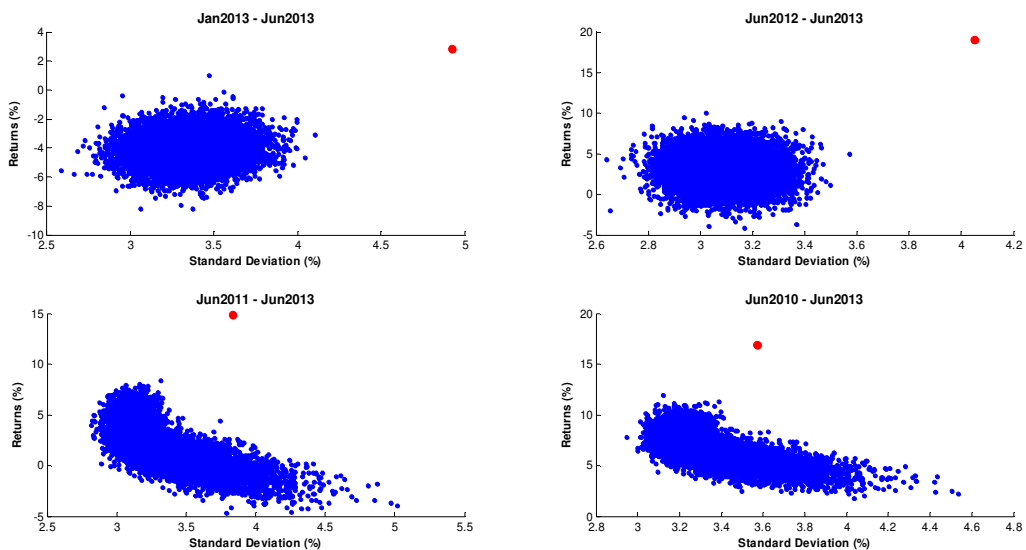 Jan2013 - Jun2013
4
2
0
-2
-4
-6
-8
-10
Returns (%)
2.5 3 3.5 4 4.5 5
Standard Deviation (%)
Jun2012 - Jun2013
20
15
10
5
0
-5
Returns (%)
2.6 2.8 3 3.2 3.4 3.6 3.8 4 4.2
Standard Deviation (%)
Jun2011 - Jun2013
15
10
5
0
-5
Returns (%)
2.5 3 3.5 4 4.5 5 5.5
Standard Deviation (%)
Jun2010 - Jun2013
20
15
10
5
0
Returns (%)
2.8 3 3.2 3.4 3.6 3.8 4 4.2 4.4 4.6 4.8
Standard Deviation (%)